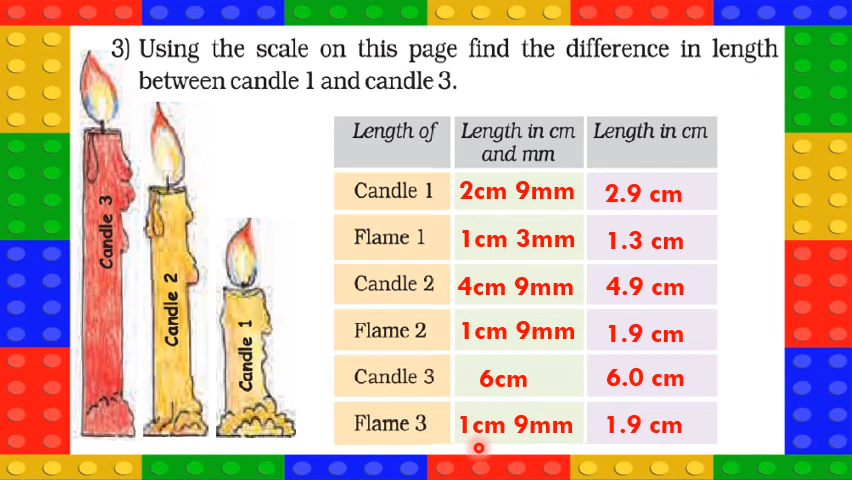 3) Using the scale on this page find the difference in length
between candle 1 and candle 3.
Length of Length in cm and mm Length in cm
Candle 1 2cm 9mm 2.9 cm
Flame 1 1cm 3mm 1.3 cm
Candle 2 4cm 9mm 4.9 cm
Flame 2 1cm 9mm 1.9 cm
Candle 3 6cm 6.0 cm
Flame 3 1cm 9mm 1.9 cm
Candle 3
Candle 2
Candle 1